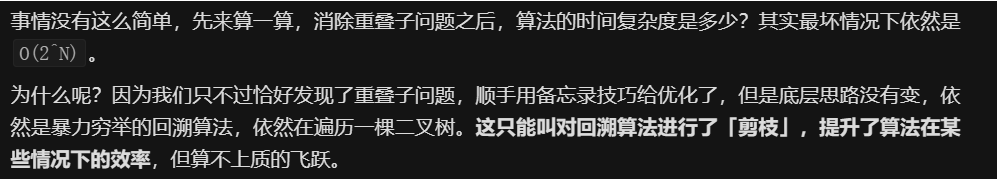 事情没有这么简单，先来算一算，消除重叠子问题之后，算法的时间复杂度是多少？其实最坏情况下依然是
O(2^N)。
为什么呢？因为我们只不过恰好发现了重叠子问题，顺手用备忘录技巧给优化了，但是底层思路没有变，依
然是暴力穷举的回溯算法，依然在遍历一棵二叉树。这只能叫对回溯算法进行了「剪枝」，提升了算法在某
些情况下的效率，但算不上质的飞跃。